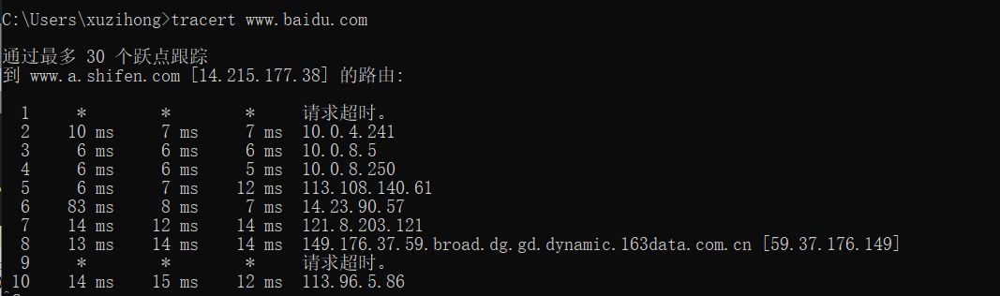 C:\Users\xuzihong>tracert www.baidu.com
通过最多 30 个跃点跟踪
到 www.a.shifen.com [14.215.177.38] 的路由:
1 * * * 请求超时。
2 10 ms 7 ms 7 ms 10.0.4.241
3 6 ms 6 ms 6 ms 10.0.8.5
4 6 ms 6 ms 5 ms 10.0.8.250
5 6 ms 7 ms 12 ms 113.108.140.61
6 83 ms 8 ms 7 ms 14.23.90.57
7 14 ms 12 ms 14 ms 121.8.203.121
8 13 ms 14 ms 14 ms 149.176.37.59.broad.dg.gd.dynamic.163data.com.cn [59.37.176.149]
9 * * * 请求超时。
10 14 ms 15 ms 12 ms 113.96.5.86